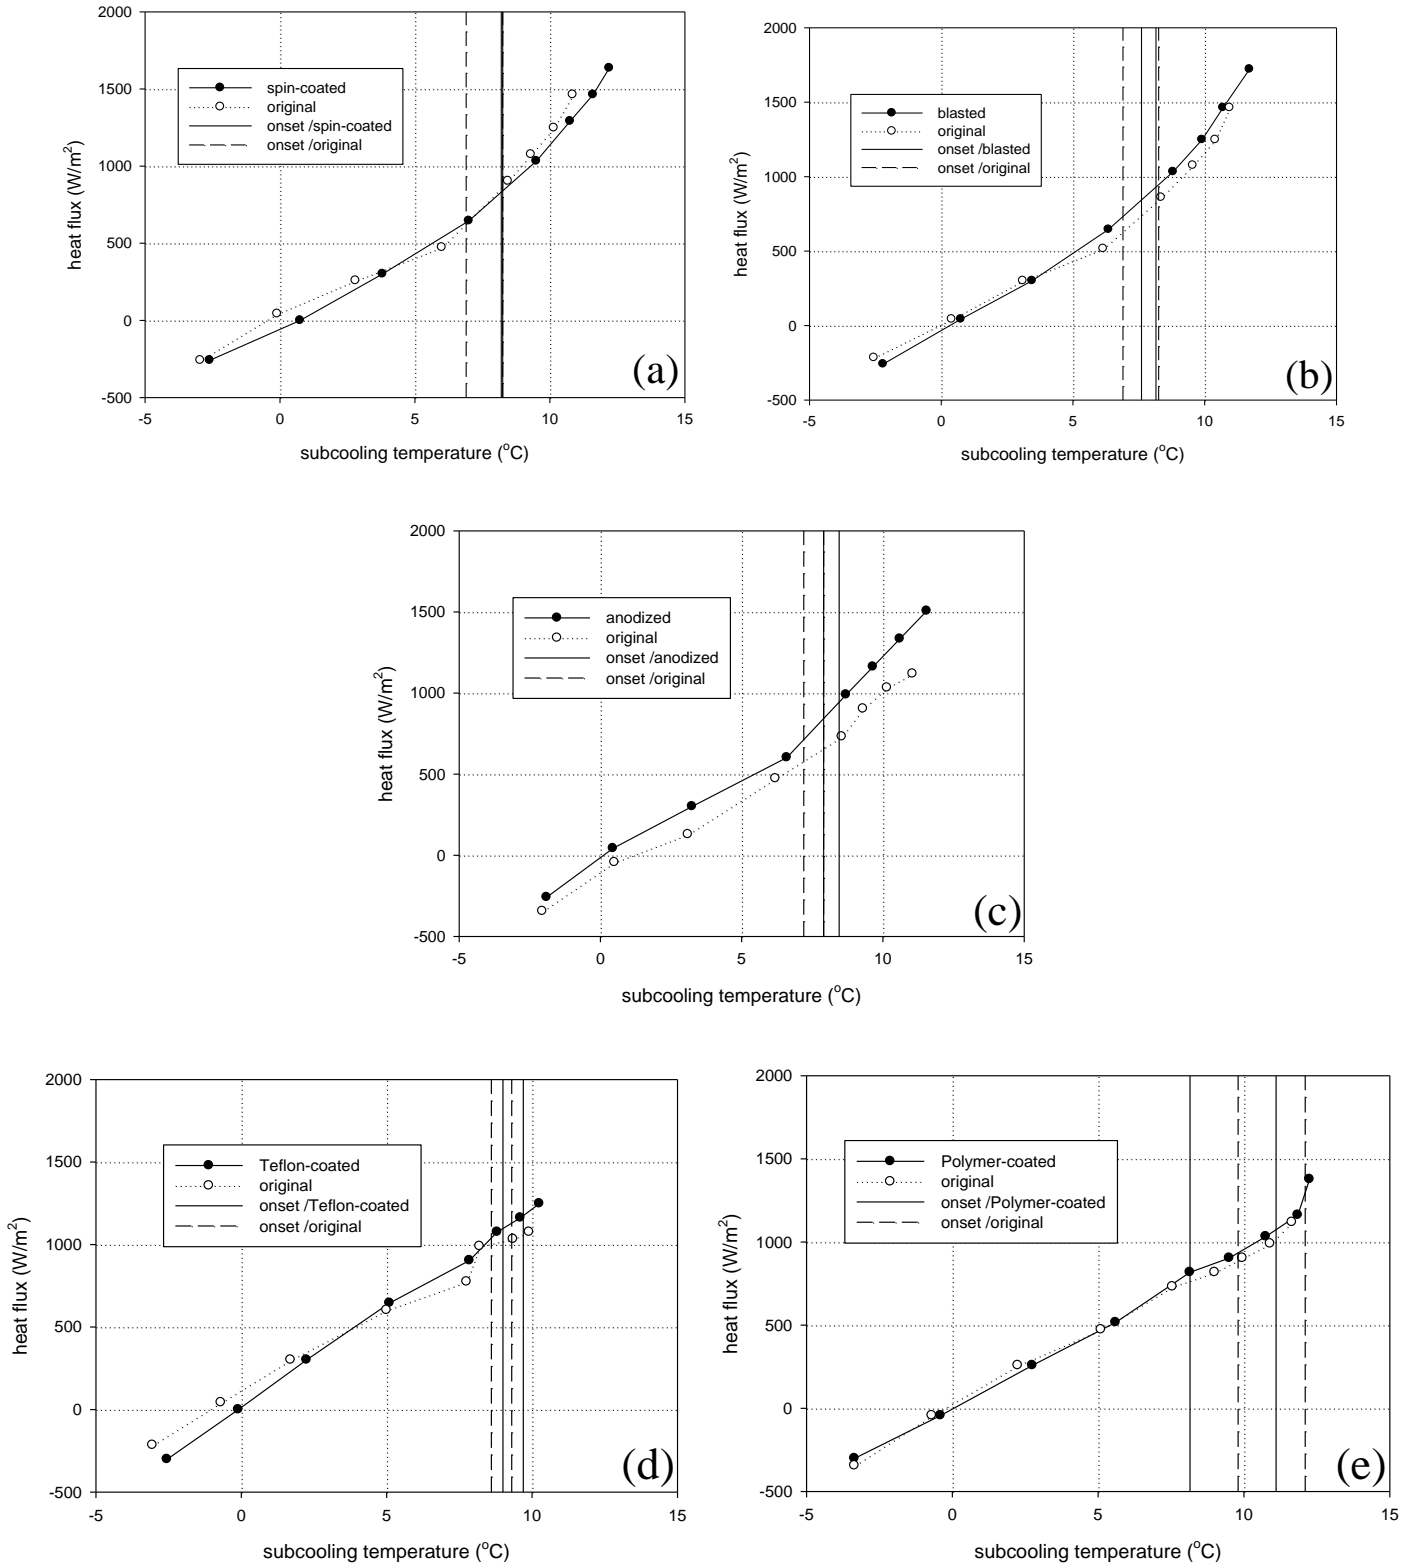 2000
1500
1000
500
0
-500
heat flux (W/m²)
spin-coated
original
onset /spin-coated
onset /original
(a)
-5 0 5 10 15
subcooling temperature (°C)
2000
1500
1000
500
0
-500
heat flux (W/m²)
blasted
original
onset /blasted
onset /original
(b)
-5 0 5 10 15
subcooling temperature (°C)
2000
1500
1000
500
0
-500
heat flux (W/m²)
anodized
original
onset /anodized
onset /original
(c)
-5 0 5 10 15
subcooling temperature (°C)
2000
1500
1000
500
0
-500
heat flux (W/m²)
Teflon-coated
original
onset /Teflon-coated
onset /original
(d)
-5 0 5 10 15
subcooling temperature (°C)
2000
1500
1000
500
0
-500
heat flux (W/m²)
Polymer-coated
original
onset /Polymer-coated
onset /original
(e)
-5 0 5 10 15
subcooling temperature (°C)